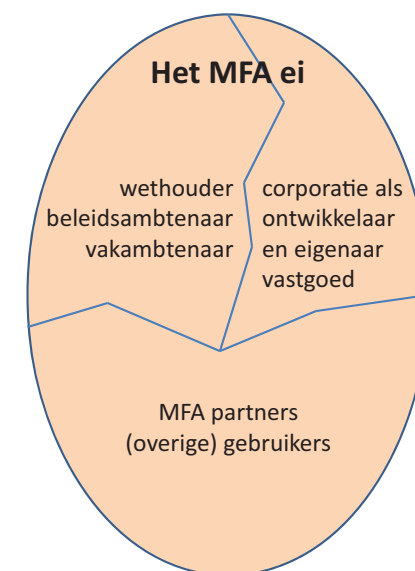 Het MFA ei
wethouder
beleidsambtenaar
vakambtenaar
corporatie als
ontwikkelaar
en eigenaar
vastgoed
MFA partners
(overige) gebruikers